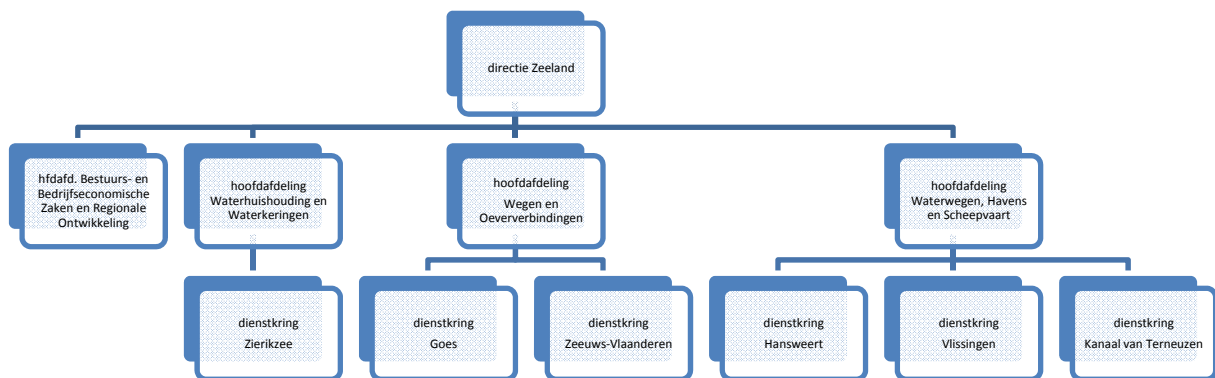 directie Zeeland
hfdafd. Bestuurs- en
Bedrijfseconomische
Zaken en Regionale
Ontwikkeling
hoofdafdeling
Waterhuishouding en
Waterkeringen
hoofdafdeling
Wegen en
Oeververbindingen
hoofdafdeling
Waterwegen, Havens
en Scheepvaart
dienstkring
Zierikzee
dienstkring
Goes
dienstkring
Zeeuws-Vlaanderen
dienstkring
Hansweert
dienstkring
Vlissingen
dienstkring
Kanaal van Terneuzen